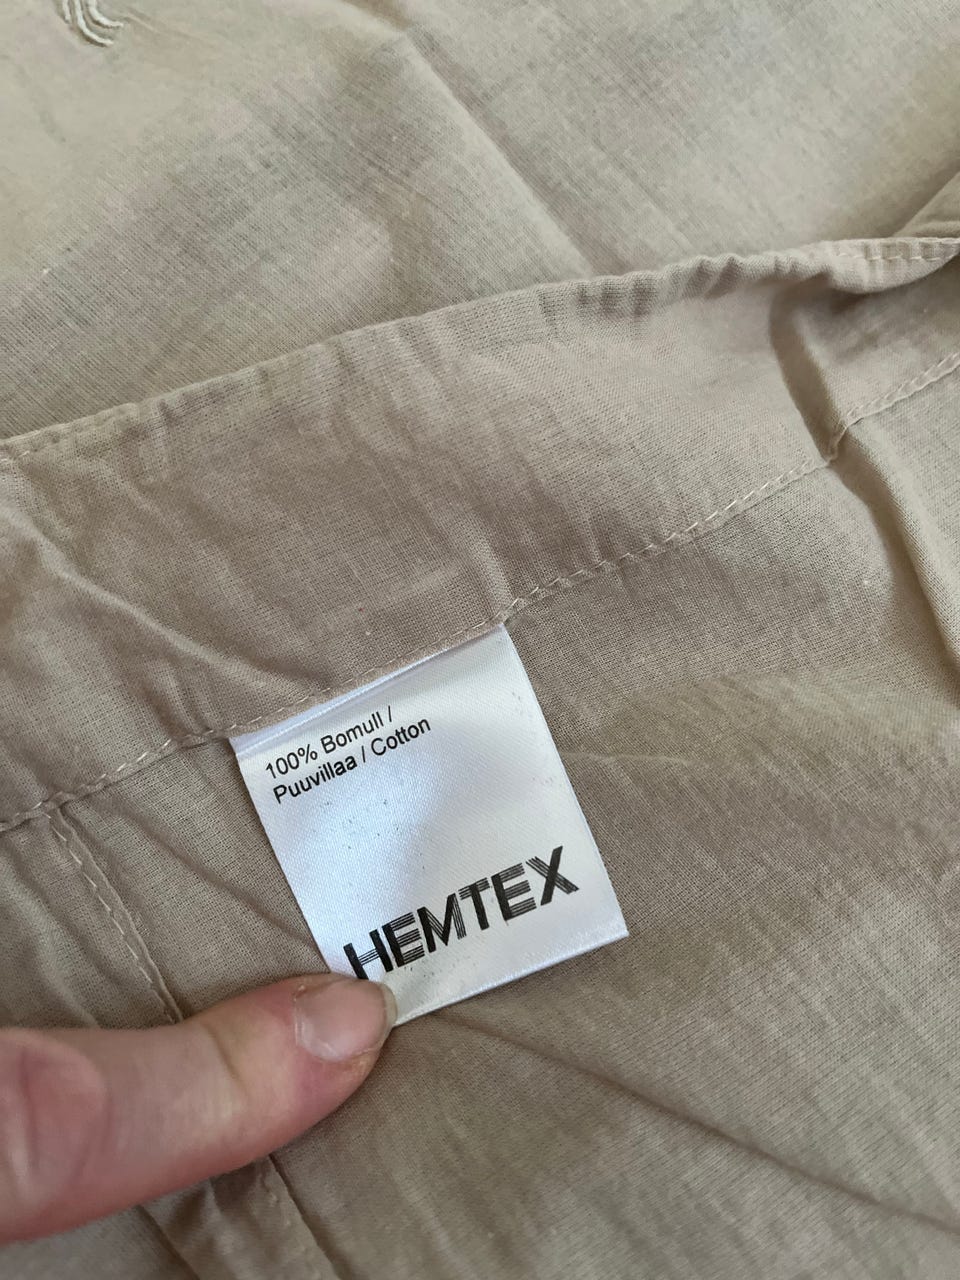 100% Bomull /
Puuvillaa / Cotton
HEMTEX